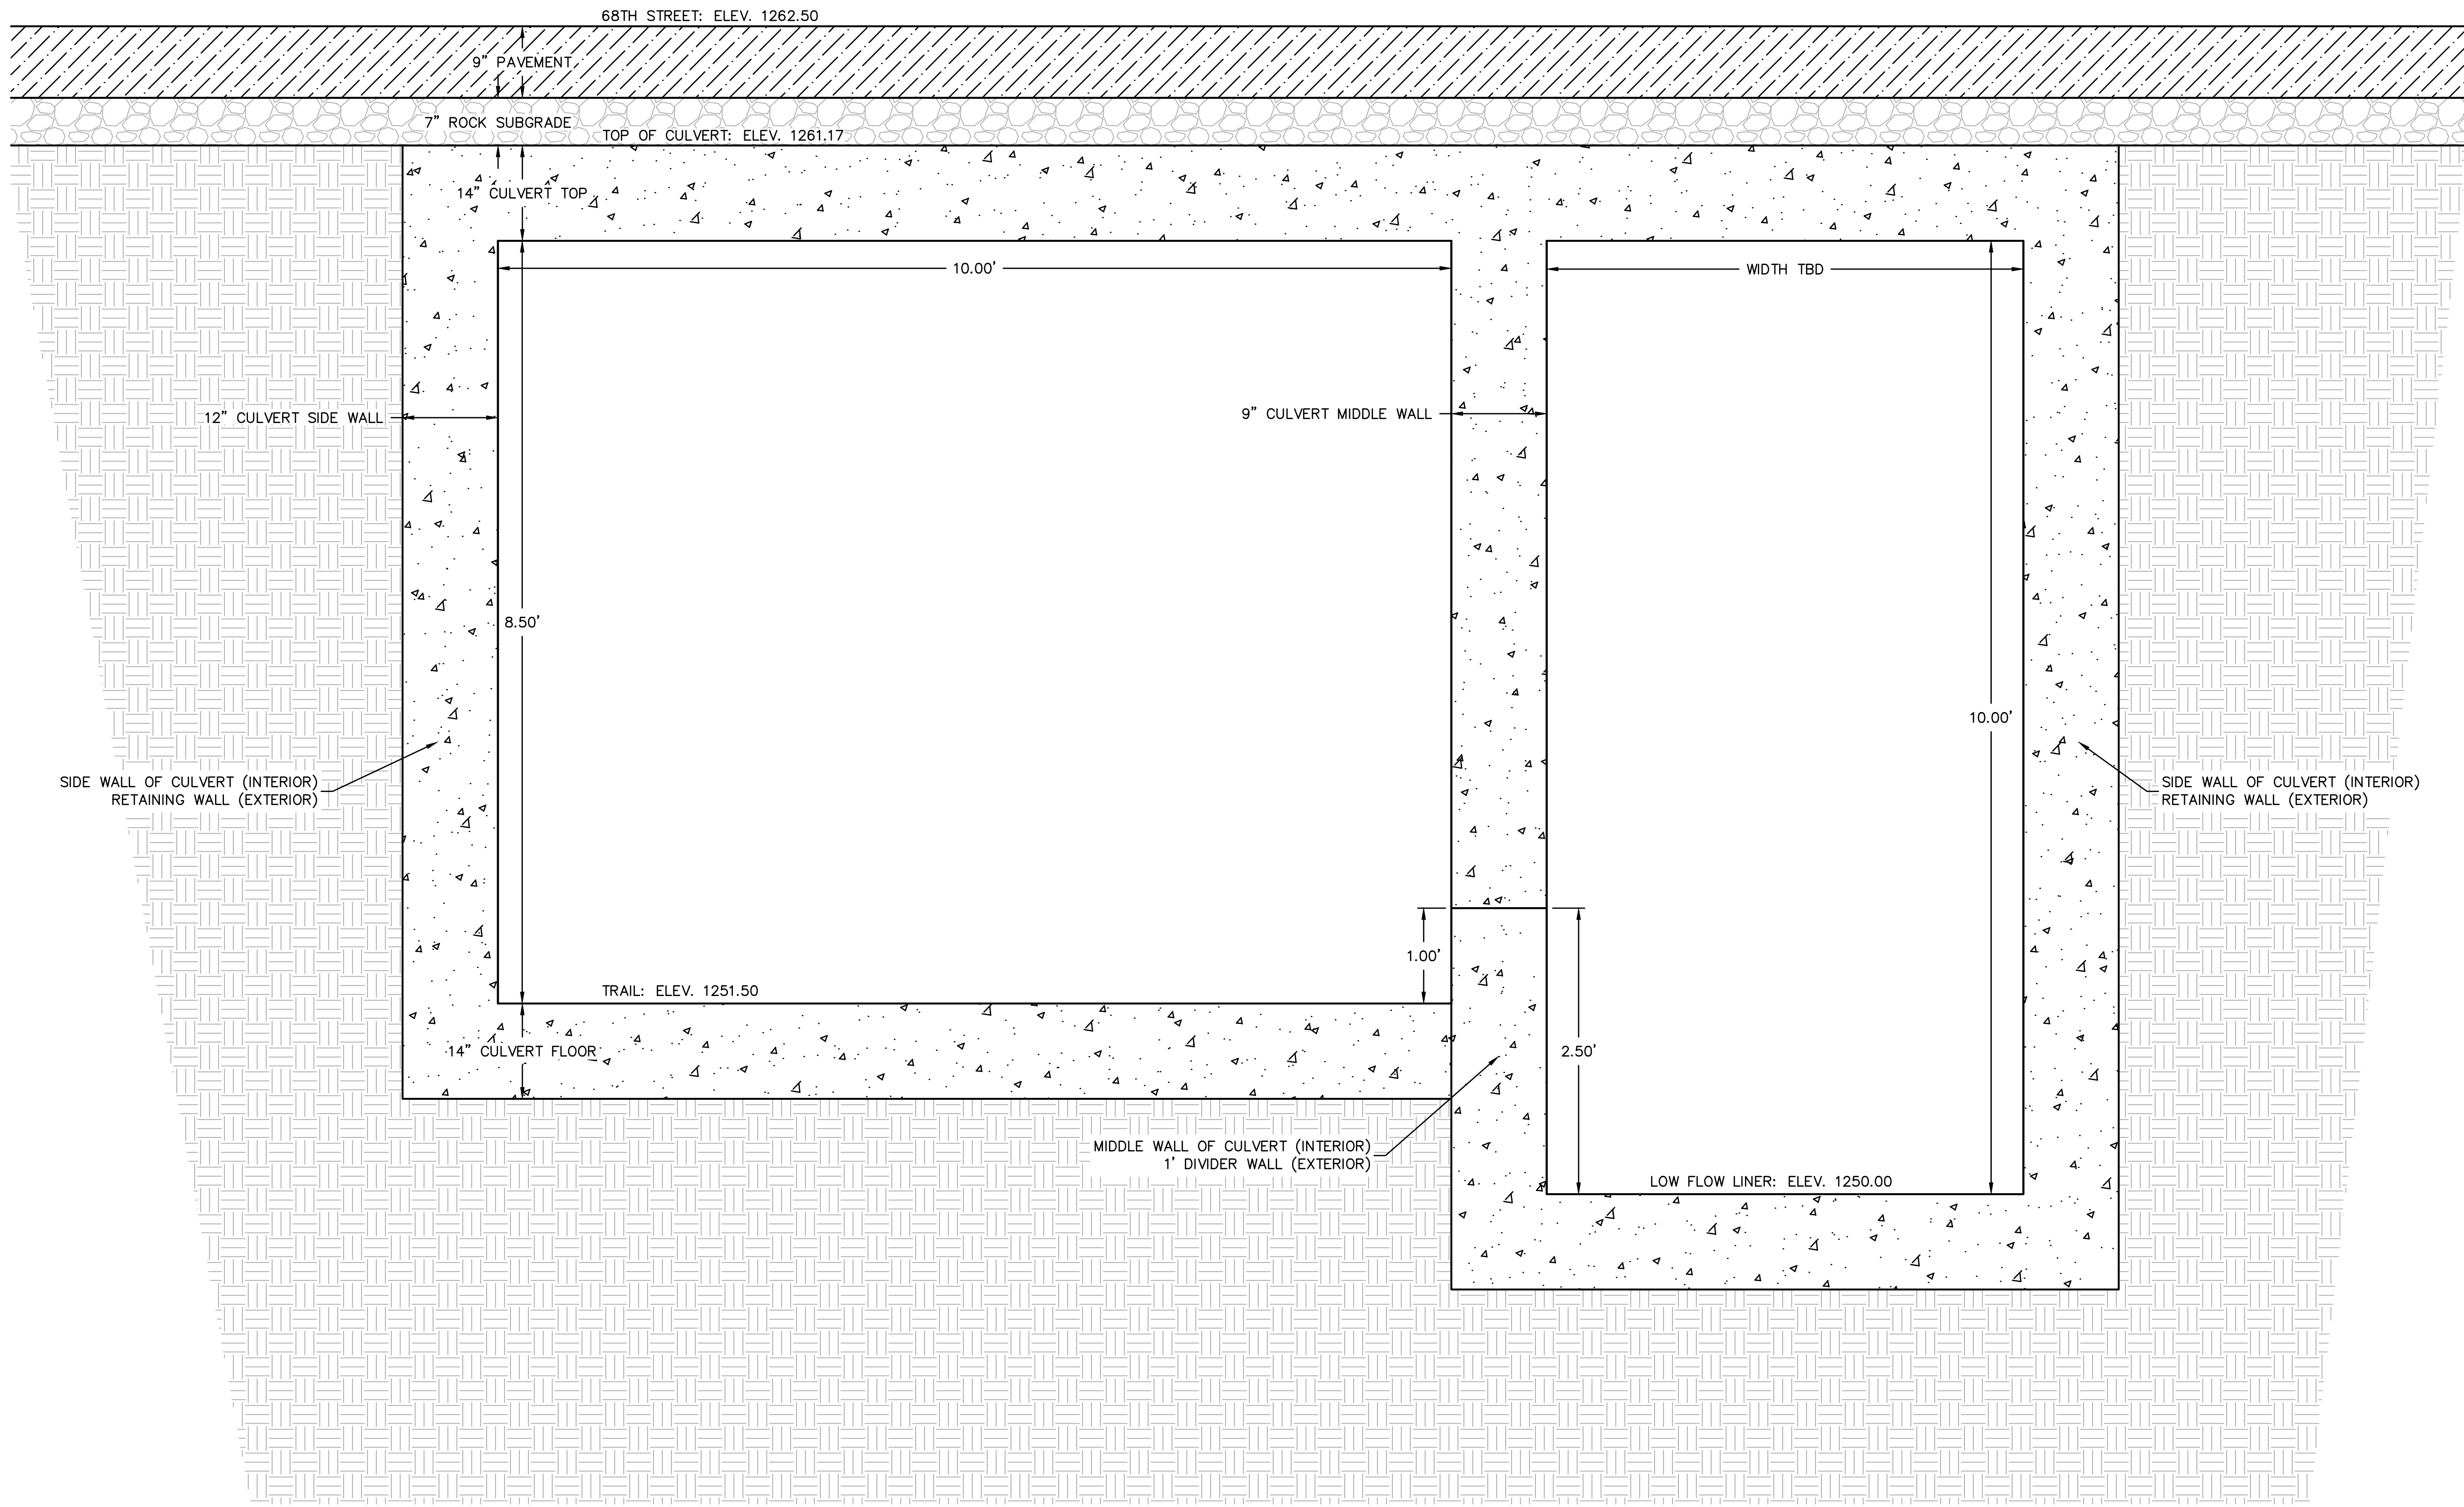 68TH STREET: ELEV. 1262.50
9" PAVEMENT
7" ROCK SUBGRADE
TOP OF CULVERT: ELEV. 1261.17
14" CULVERT TOP
10.00'
WIDTH TBD
12" CULVERT SIDE WALL
9" CULVERT MIDDLE WALL
8.50'
10.00'
SIDE WALL OF CULVERT (INTERIOR)
RETAINING WALL (EXTERIOR)
SIDE WALL OF CULVERT (INTERIOR)
RETAINING WALL (EXTERIOR)
1.00'
TRAIL: ELEV. 1251.50
14" CULVERT FLOOR
2.50'
MIDDLE WALL OF CULVERT (INTERIOR)
1' DIVIDER WALL (EXTERIOR)
LOW FLOW LINER: ELEV. 1250.00